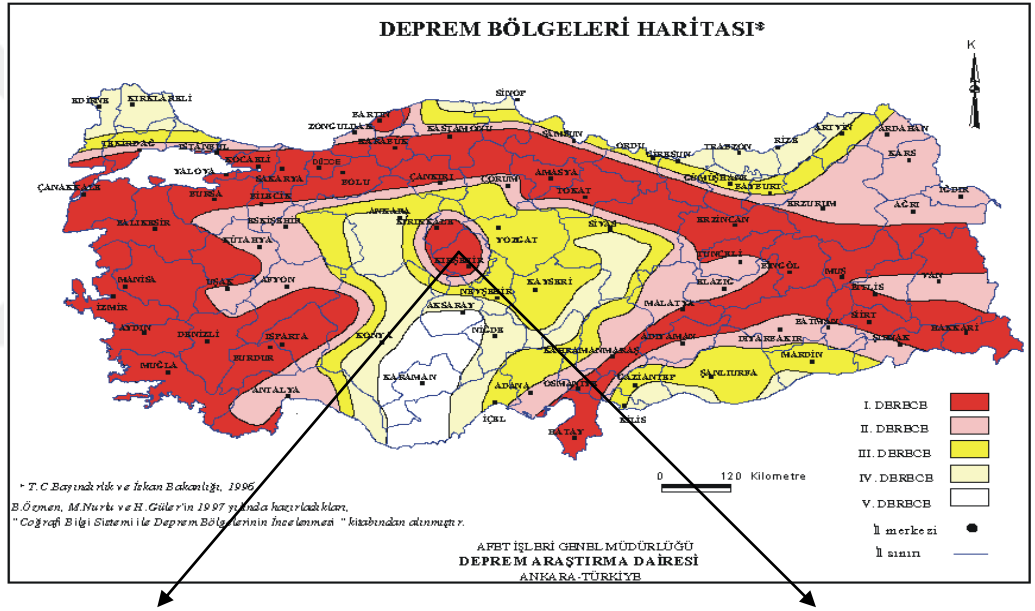 DEPREM BÖLGELERİ HARİTASI*
K
SİNOP
EDİRNE
KIRKLARELİ
BARTIN
ZONGULDAK
KASTAMONU
KARABÜK
SAMSUN
ORDU
GİRESUN
TRABZON
RİZE
ARTVİN
ARDAHAN
KARS
TEKİRDAĞ
İSTANBUL
KOCAELİ
YALOVA
SAKARYA
DÜZCE
BOLU
ÇANKIRI
ÇORUM
AMASYA
TOKAT
GÜMÜŞHANE
BAYBURT
ERZURUM
IĞDIR
AĞRI
ÇANAKKALE
BURSA
BİLECİK
BALIKESİR
ESKİŞEHİR
KÜTAHYA
ANKARA
KIRIKKALE
YOZGAT
SİVAS
ERZİNCAN
TUNCELİ
BİNGÖL
MUŞ
VAN
MANİSA
UŞAK
AFYON
KIRŞEHİR
NEVŞEHİR
KAYSERİ
MALATYA
ELAZIĞ
BİTLİS
SİİRT
İZMİR
AKSARAY
NİĞDE
AYDIN
DENİZLİ
ISPARTA
BURDUR
KONYA
KAHRAMANMARAŞ
ADIYAMAN
DİYARBAKIR
BATMAN
ŞIRNAK
HAKKARİ
MUĞLA
ANTALYA
KARAMAN
ADANA
OSMANİYE
GAZİANTEP
ŞANLIURFA
MARDİN
İÇEL
KİLİS
HATAY
I. DERECE
II. DERECE
III. DERECE
IV. DERECE
V. DERECE
İl merkezi
İl sınırı
0 120 Kilometre
* T.C.Bayındırlık ve İskan Bakanlığı, 1996
B.Özmen, M.Nurlu ve H.Güler'in 1997 yılında hazırladıkları,
" Coğrafi Bilgi Sistemi ile Deprem Bölgelerinin İncelenmesi " kitabından alınmıştır.
AFET İŞLERİ GENEL MÜDÜRLÜĞÜ
DEPREM ARAŞTIRMA DAİRESİ
ANKARA-TÜRKİYE